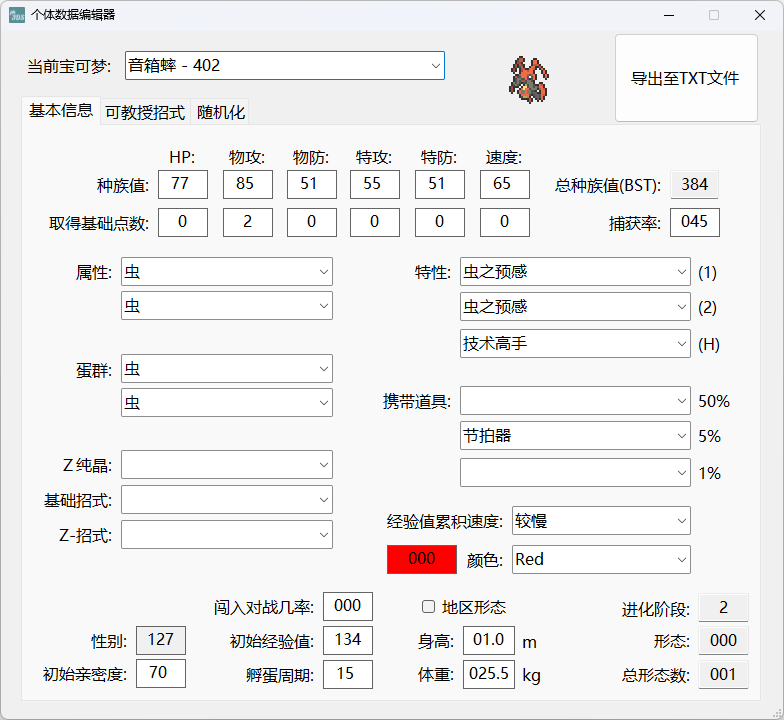 个体数据编辑器
当前宝可梦: 音箱蟀 - 402
导出至TXT文件
基本信息 可教授招式 随机化
HP: 物攻: 物防: 特攻: 特防: 速度:
种族值: 77 85 51 55 51 65 总种族值(BST): 384
取得基础点数: 0 2 0 0 0 0 捕获率: 045
属性: 虫 特性: 虫之预感 (1)
虫 虫之预感 (2)
技术高手 (H)
蛋群: 虫
虫 携带道具: 50%
节拍器 5%
Z纯晶: 1%
基础招式: 经验值累积速度: 较慢
Z-招式:
000 颜色: Red
闯入对战几率: 000 地区形态 进化阶段: 2
性别: 127 初始经验值: 134 身高: 01.0 m 形态: 000
初始亲密度: 70 孵蛋周期: 15 体重: 025.5 kg 总形态数: 001